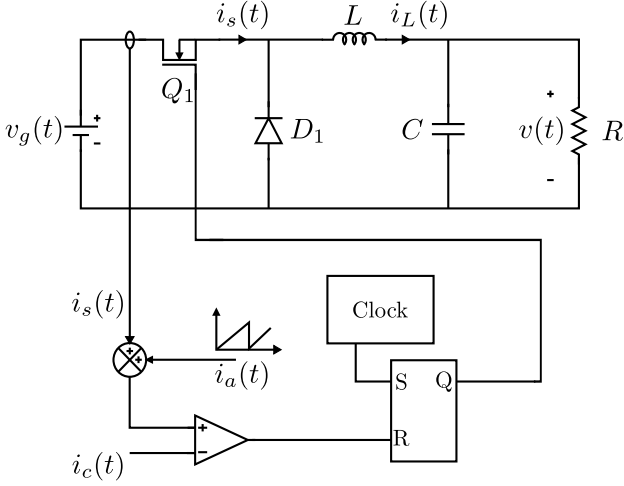 i_s(t)
L
i_L(t)
Q_1
+
v_g(t)
-
D_1
C
+
v(t)
-
R
i_s(t)
+
+
i_a(t)
Clock
S
Q
R
+
-
i_c(t)